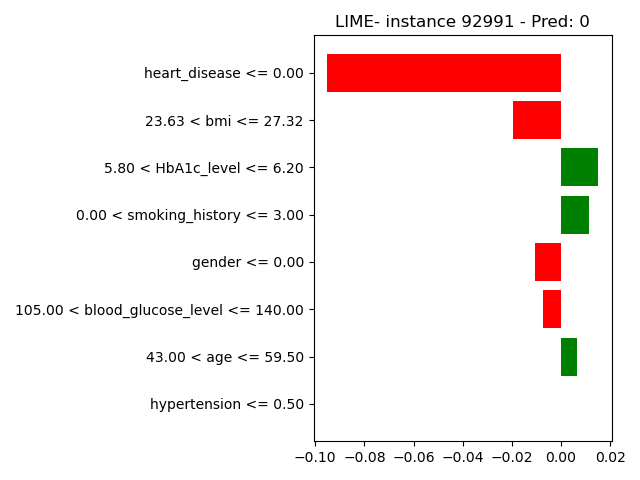 LIME- instance 92991 - Pred: 0
heart_disease <= 0.00
23.63 < bmi <= 27.32
5.80 < HbA1c_level <= 6.20
0.00 < smoking_history <= 3.00
gender <= 0.00
105.00 < blood_glucose_level <= 140.00
43.00 < age <= 59.50
hypertension <= 0.50
−0.10 −0.08 −0.06 −0.04 −0.02 0.00 0.02